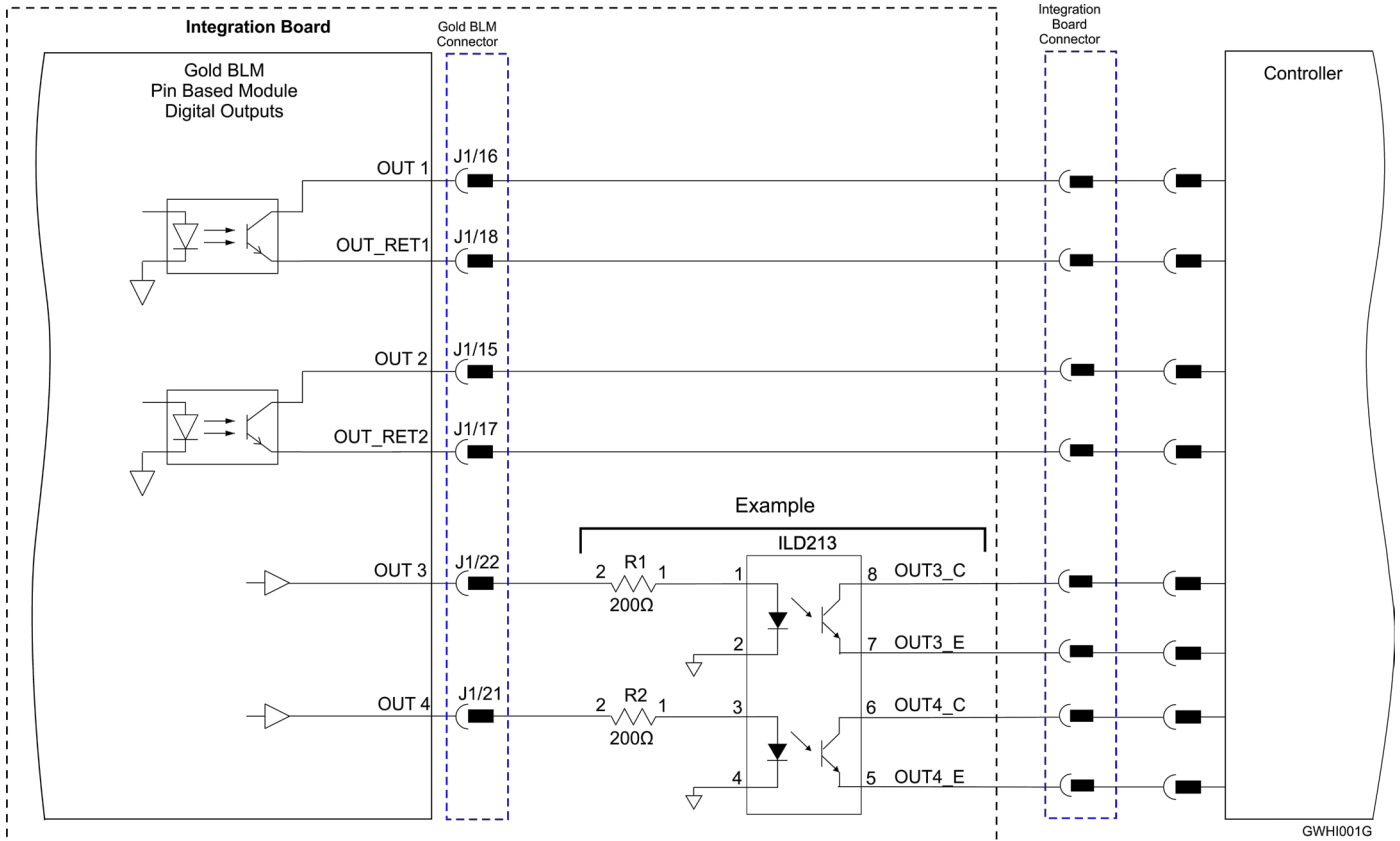 Integration Board
Gold BLM
Connector
Integration
Board
Connector
Gold BLM
Pin Based Module
Digital Outputs
Controller
OUT 1
J1/16
OUT_RET1
J1/18
OUT 2
J1/15
OUT_RET2
J1/17
Example
ILD213
OUT 3
J1/22
2
R1
1
200Ω
1
8
OUT3_C
2
7
OUT3_E
OUT 4
J1/21
2
R2
1
200Ω
3
6
OUT4_C
4
5
OUT4_E
GWHI001G